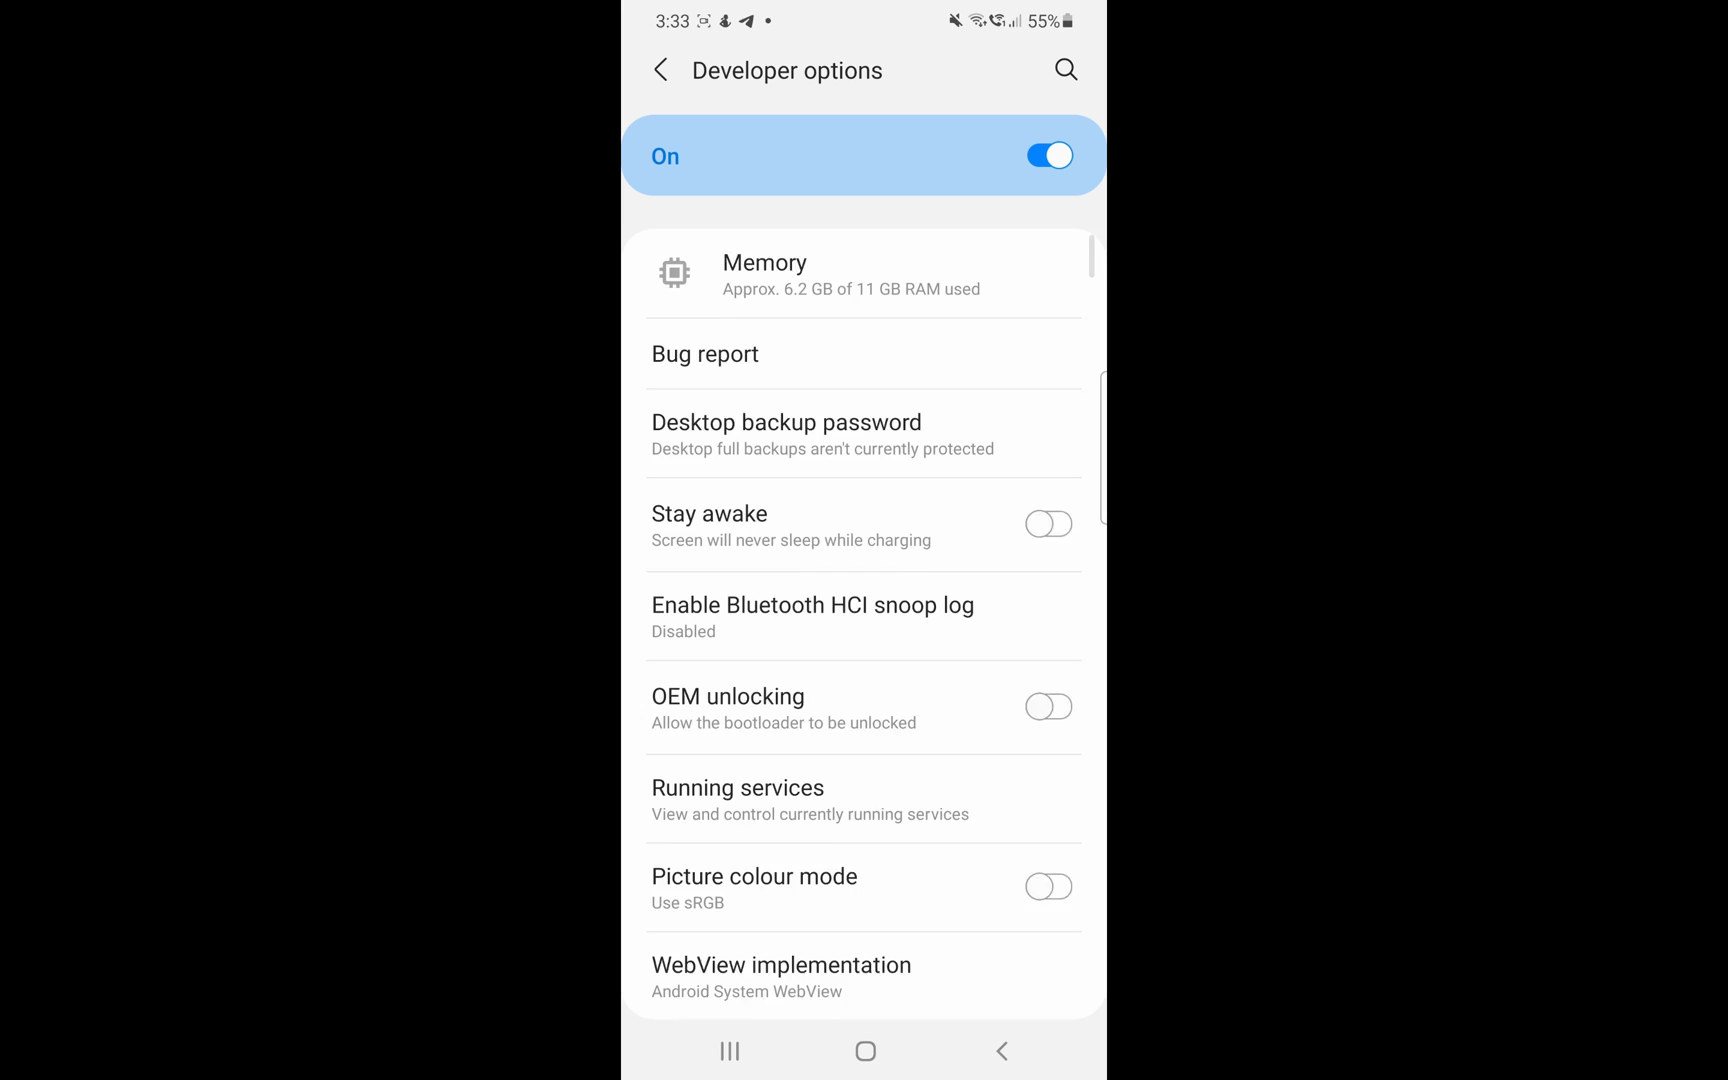 3:33 55%
Developer options
On
Memory
Approx. 6.2 GB of 11 GB RAM used
Bug report
Desktop backup password
Desktop full backups aren't currently protected
Stay awake
Screen will never sleep while charging
Enable Bluetooth HCI snoop log
Disabled
OEM unlocking
Allow the bootloader to be unlocked
Running services
View and control currently running services
Picture colour mode
Use sRGB
WebView implementation
Android System WebView